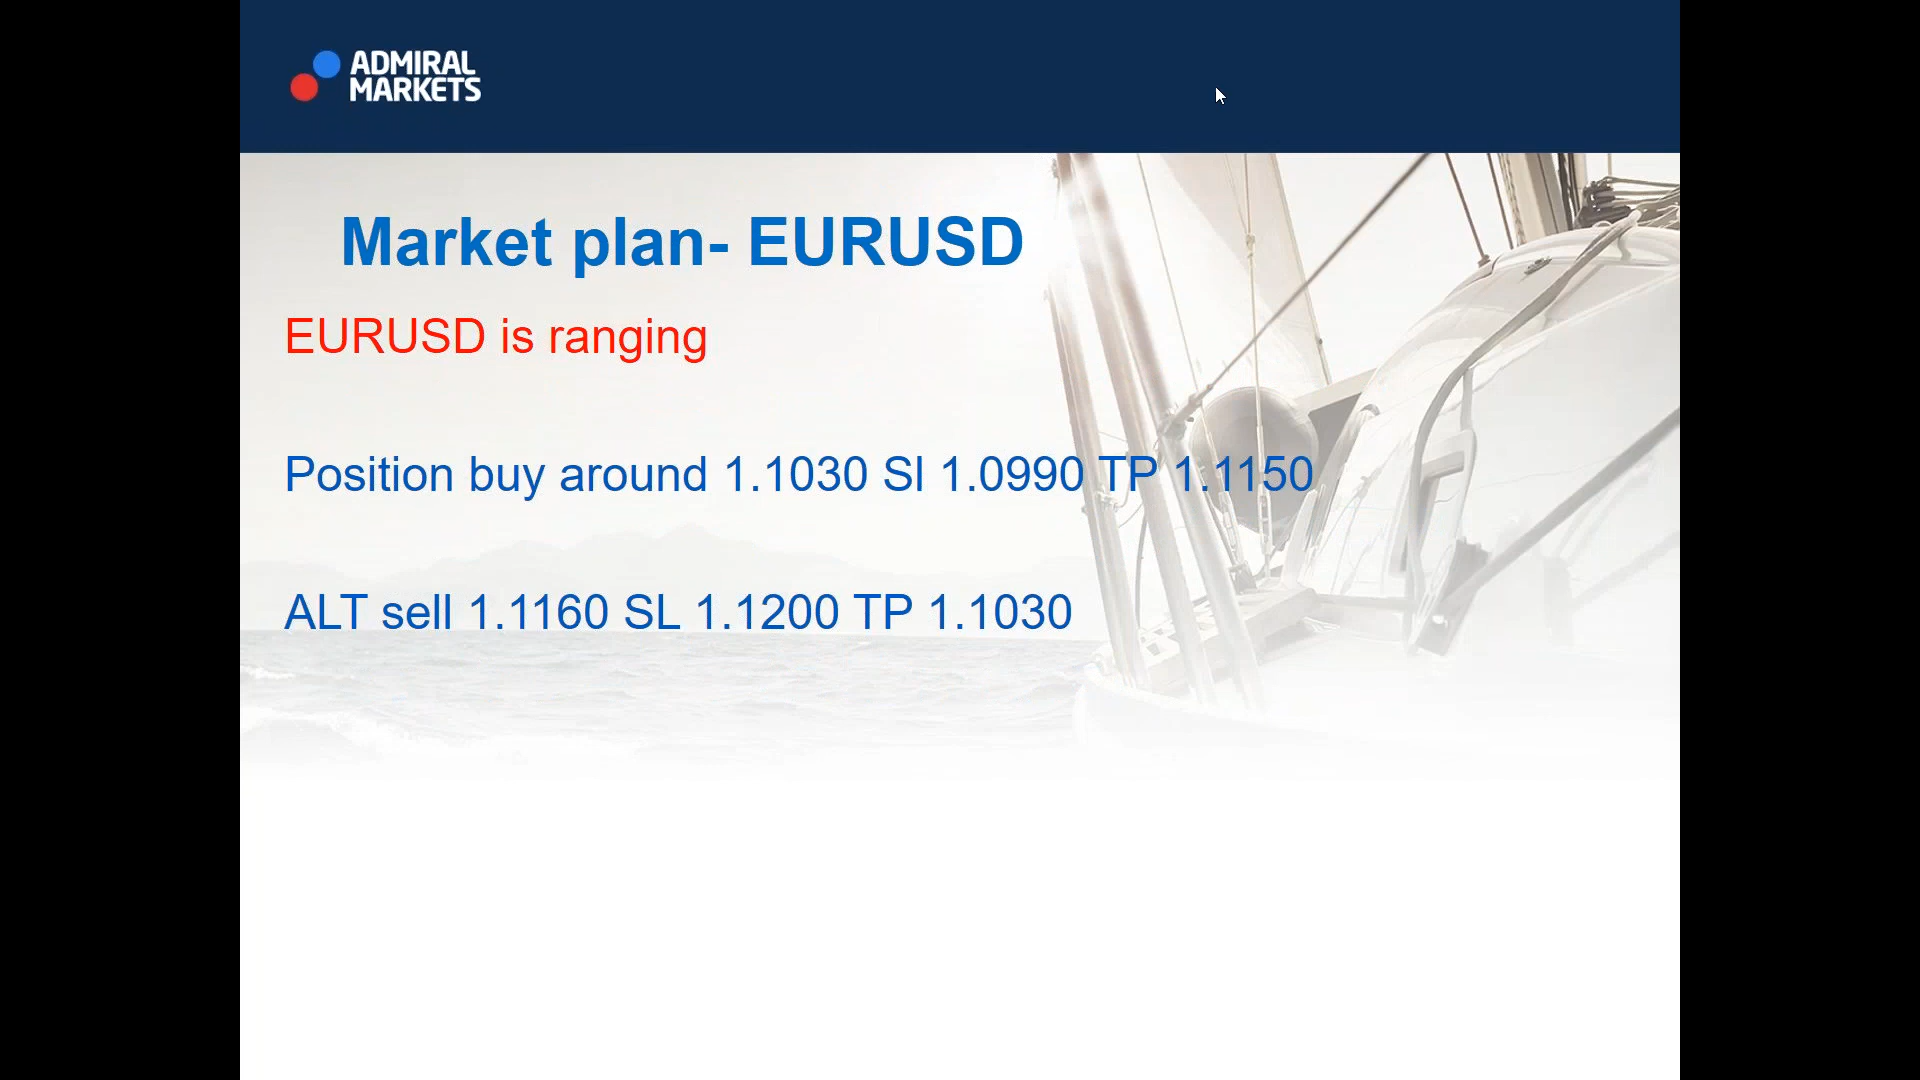 ADMIRAL
MARKETS
Market plan- EURUSD
EURUSD is ranging
Position buy around 1.1030 Sl 1.0990 TP 1.1150
ALT sell 1.1160 SL 1.1200 TP 1.1030